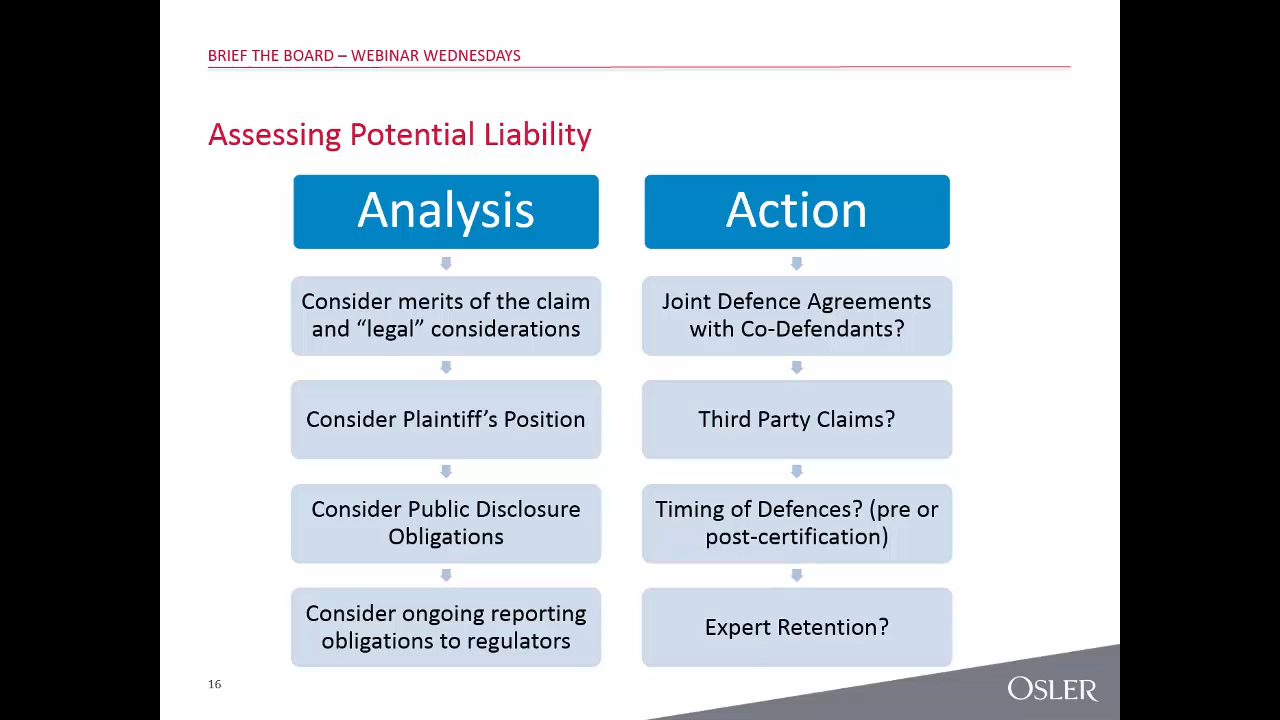 BRIEF THE BOARD – WEBINAR WEDNESDAYS
Assessing Potential Liability
Analysis
Consider merits of the claim
and “legal” considerations
Consider Plaintiff’s Position
Consider Public Disclosure
Obligations
Consider ongoing reporting
obligations to regulators
Action
Joint Defence Agreements
with Co-Defendants?
Third Party Claims?
Timing of Defences? (pre or
post-certification)
Expert Retention?
16
OSLER